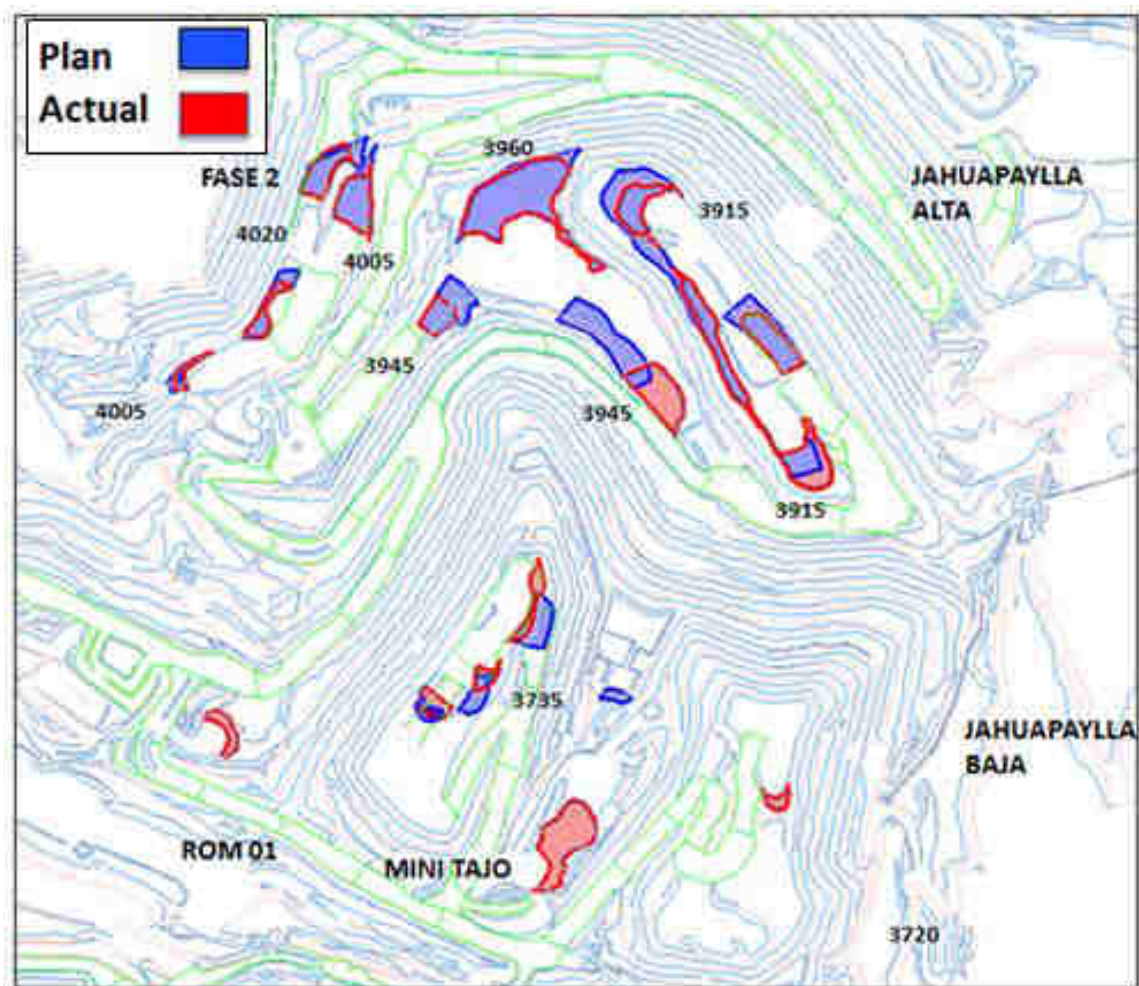 Plan
Actual
3960
FASE 2
JAHUAPAYLLA
ALTA
3915
4020
4005
3945
4005
3945
3915
3735
JAHUAPAYLLA
BAJA
ROM 01
MINI TAJO
3720